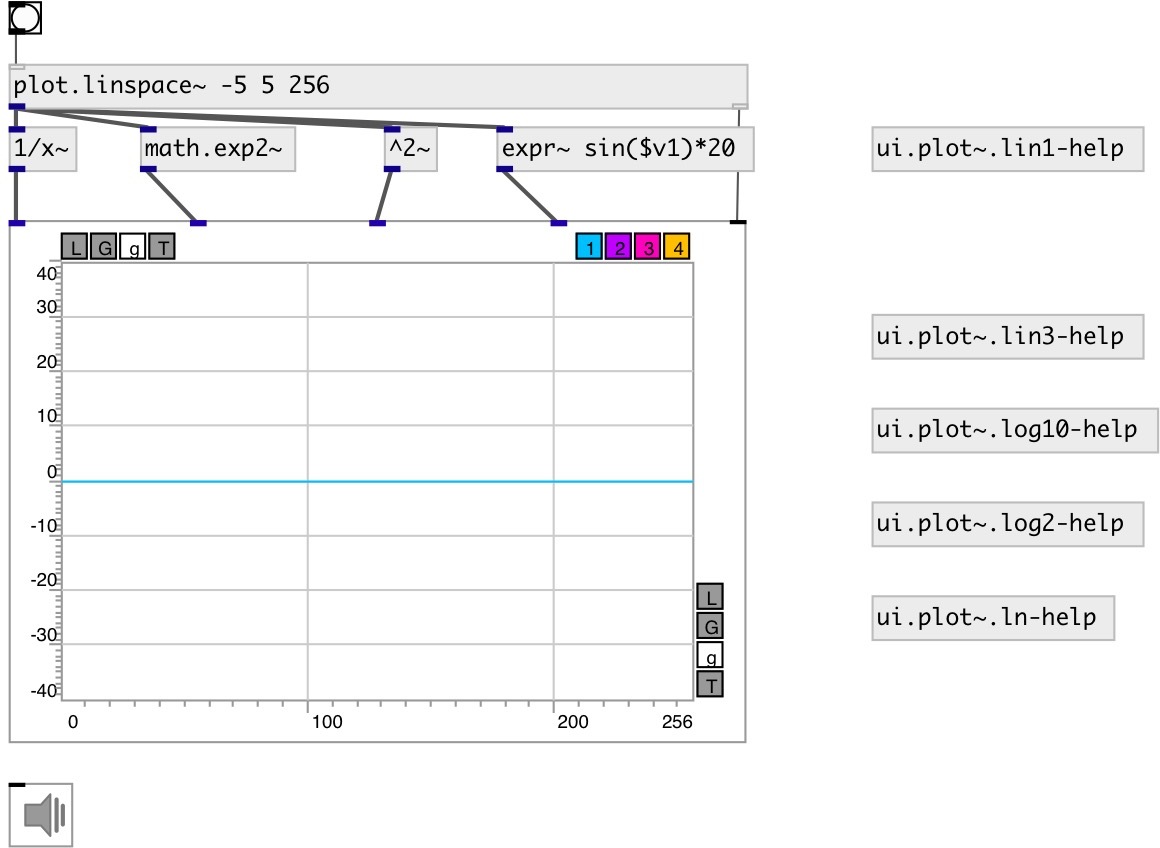 plot.linspace~ -5 5 256
1/x~ math.exp2~ ^2~ expr~ sin($v1)*20 ui.plot~.lin1-help
L G g T 1 2 3 4
40
30
ui.plot~.lin3-help
20
10
ui.plot~.log10-help
0
-10
ui.plot~.log2-help
-20
L
-30
G
ui.plot~.ln-help
g
-40
T
0 100 200 256